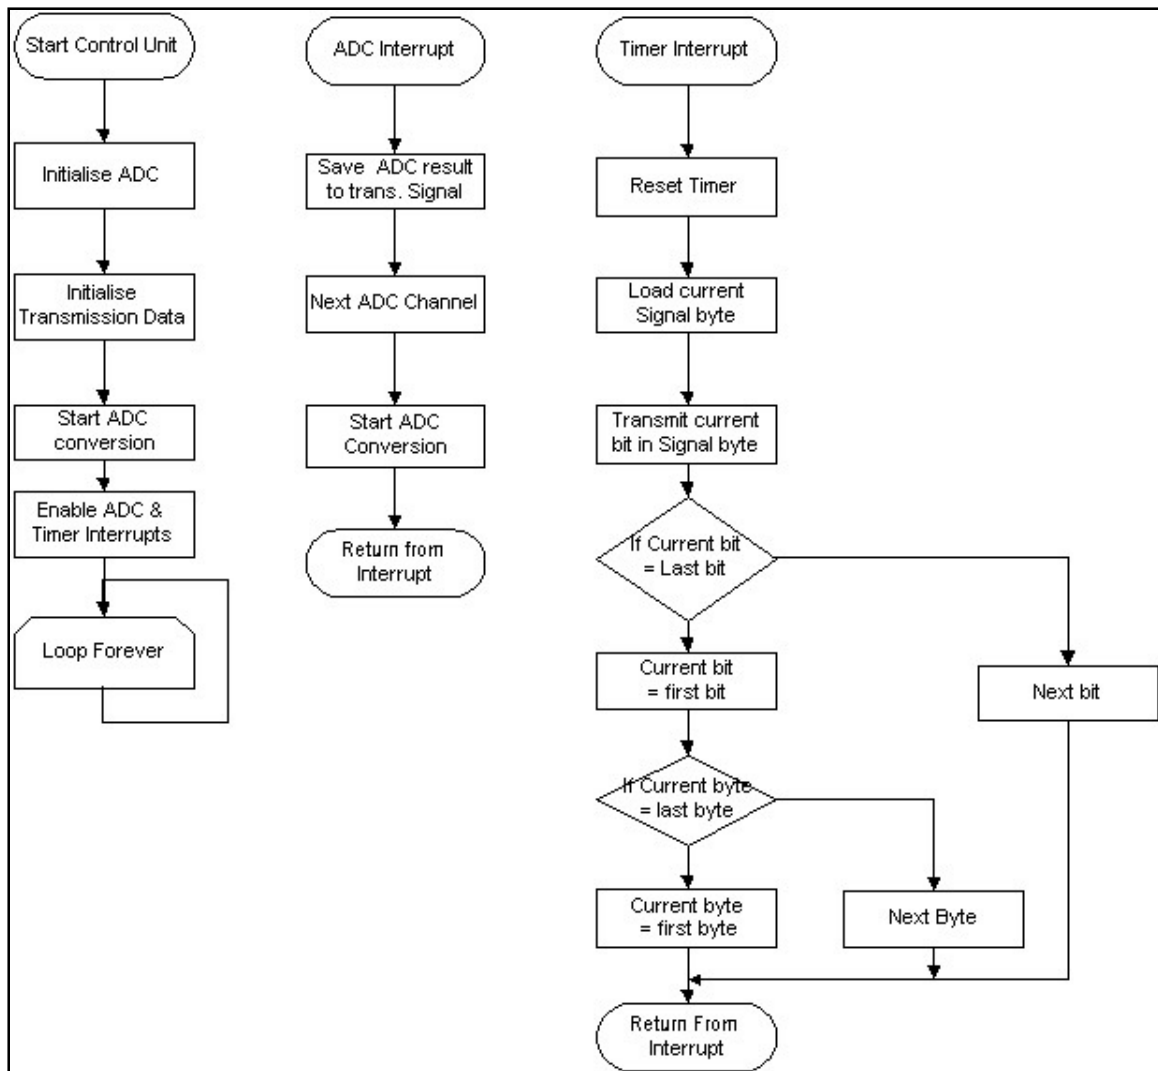 Start Control Unit
Initialise ADC
Initialise
Transmission Data
Start ADC
conversion
Enable ADC &
Timer Interrupts
Loop Forever
ADC Interrupt
Save ADC result
to trans. Signal
Next ADC Channel
Start ADC
Conversion
Return from
Interrupt
Timer Interrupt
Reset Timer
Load current
Signal byte
Transmit current
bit in Signal byte
If Current bit
= Last bit
Current bit
= first bit
Next bit
If Current byte
= last byte
Current byte
= first byte
Next Byte
Return From
Interrupt